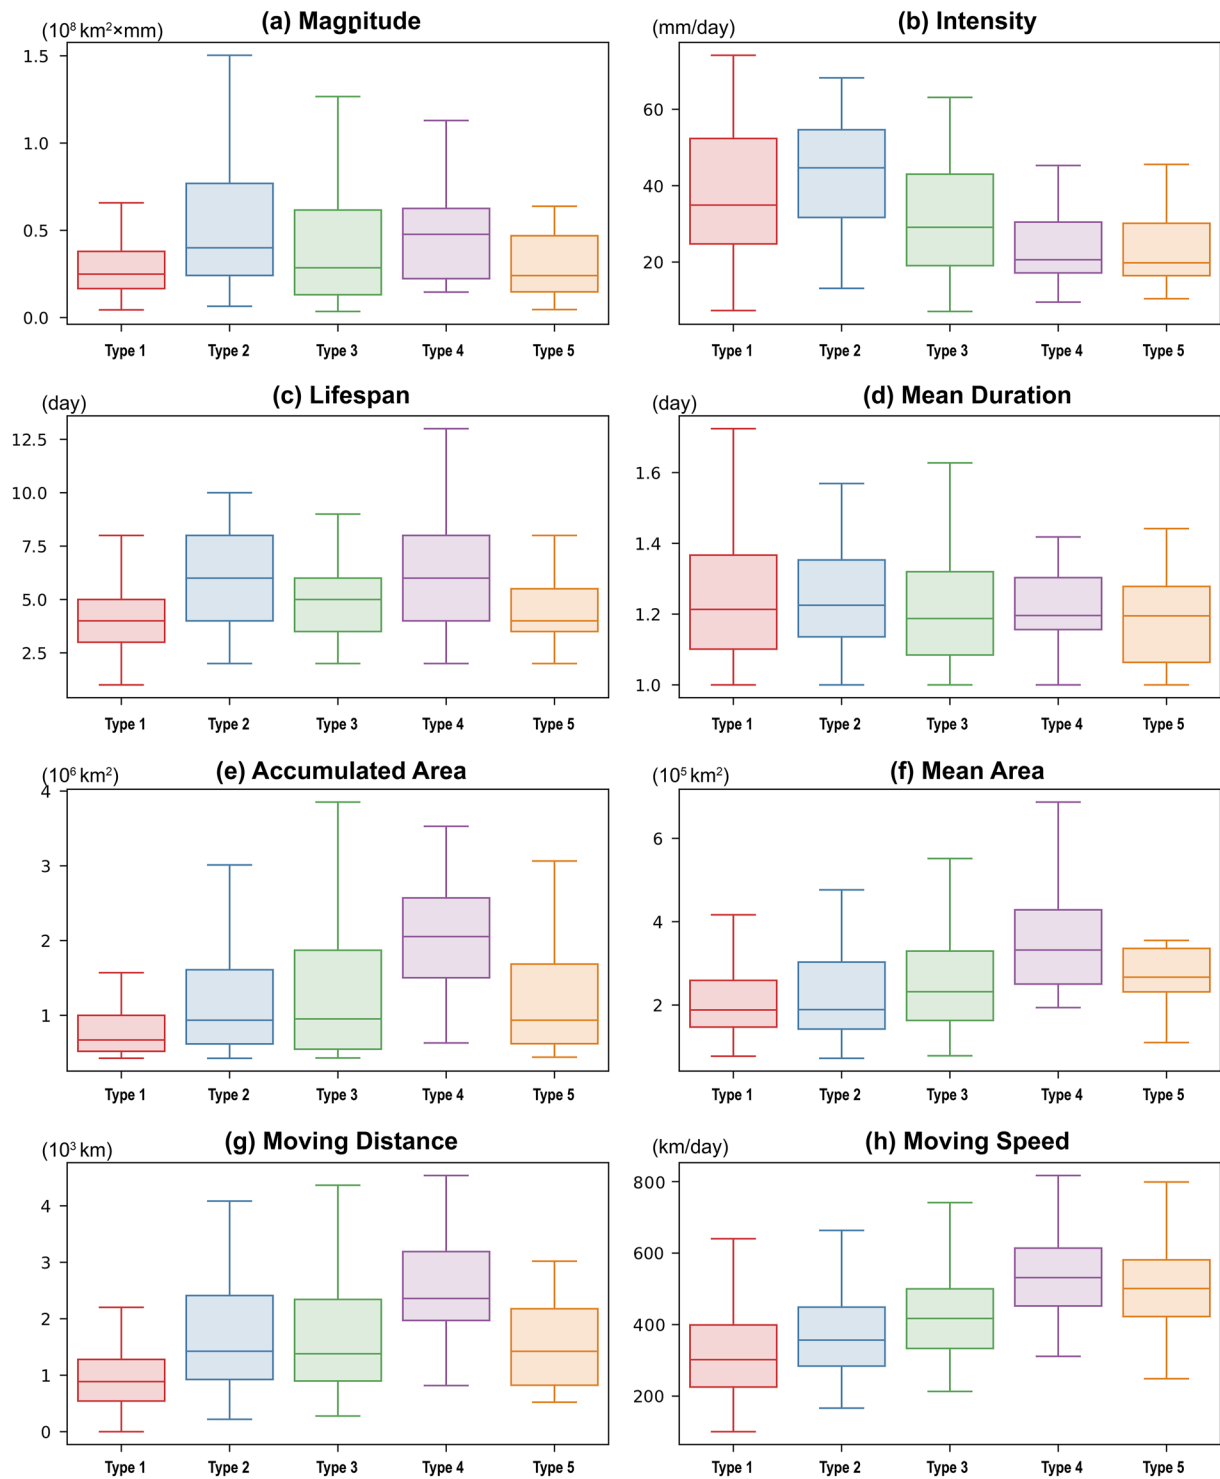 (a) Magnitude
(10⁸ km²×mm)
1.5
1.0
0.5
0.0
Type 1 Type 2 Type 3 Type 4 Type 5
(b) Intensity
(mm/day)
60
40
20
Type 1 Type 2 Type 3 Type 4 Type 5
(c) Lifespan
(day)
12.5
10.0
7.5
5.0
2.5
Type 1 Type 2 Type 3 Type 4 Type 5
(d) Mean Duration
(day)
1.6
1.4
1.2
1.0
Type 1 Type 2 Type 3 Type 4 Type 5
(e) Accumulated Area
(10⁶ km²)
4
3
2
1
Type 1 Type 2 Type 3 Type 4 Type 5
(f) Mean Area
(10⁵ km²)
6
4
2
Type 1 Type 2 Type 3 Type 4 Type 5
(g) Moving Distance
(10³ km)
4
3
2
1
0
Type 1 Type 2 Type 3 Type 4 Type 5
(h) Moving Speed
(km/day)
800
600
400
200
Type 1 Type 2 Type 3 Type 4 Type 5